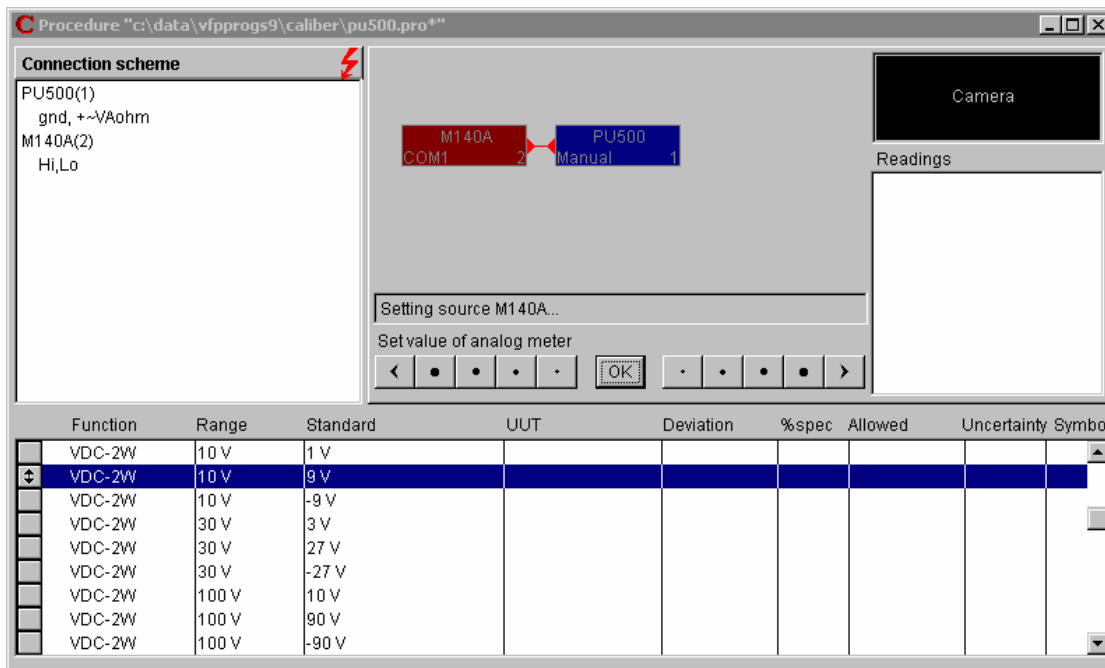 C Procedure "c:\data\vfpprogs9\caliber\pu500.pro*"
Connection scheme
PU500(1)
gnd, +~VAohm
M140A(2)
Hi,Lo
M140A
COM1 2
PU500
Manual 1
Camera
Readings
Setting source M140A...
Set value of analog meter
OK
Function Range Standard UUT Deviation %spec Allowed Uncertainty Symbo
VDC-2W 10 V 1 V
VDC-2W 10 V 9 V
VDC-2W 10 V -9 V
VDC-2W 30 V 3 V
VDC-2W 30 V 27 V
VDC-2W 30 V -27 V
VDC-2W 100 V 10 V
VDC-2W 100 V 90 V
VDC-2W 100 V -90 V